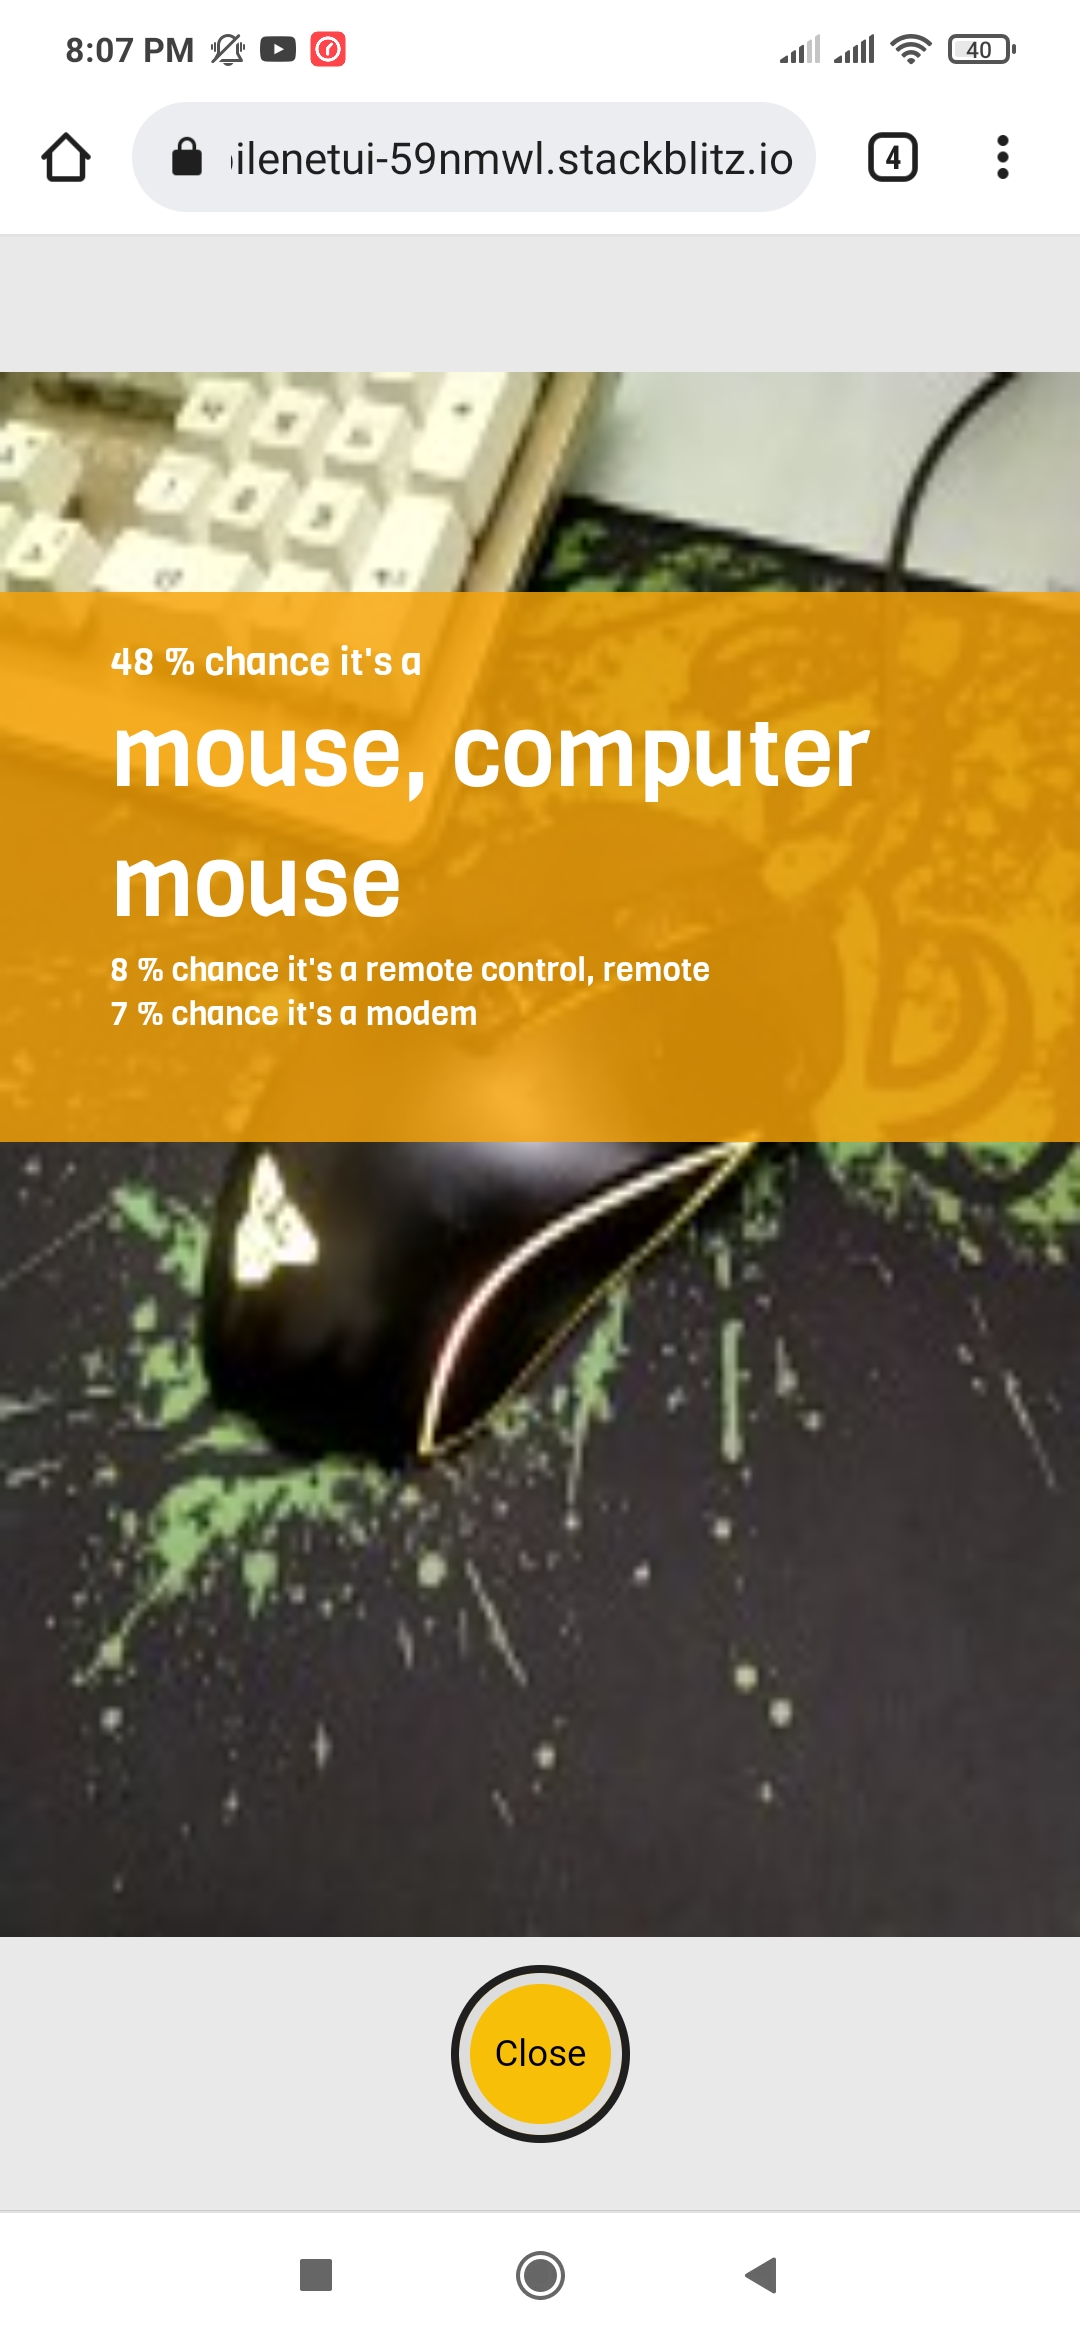 8:07 PM
40
ilenetui-59nmwl.stackblitz.io
4
48 % chance it's a
mouse, computer
mouse
8 % chance it's a remote control, remote
7 % chance it's a modem
Close